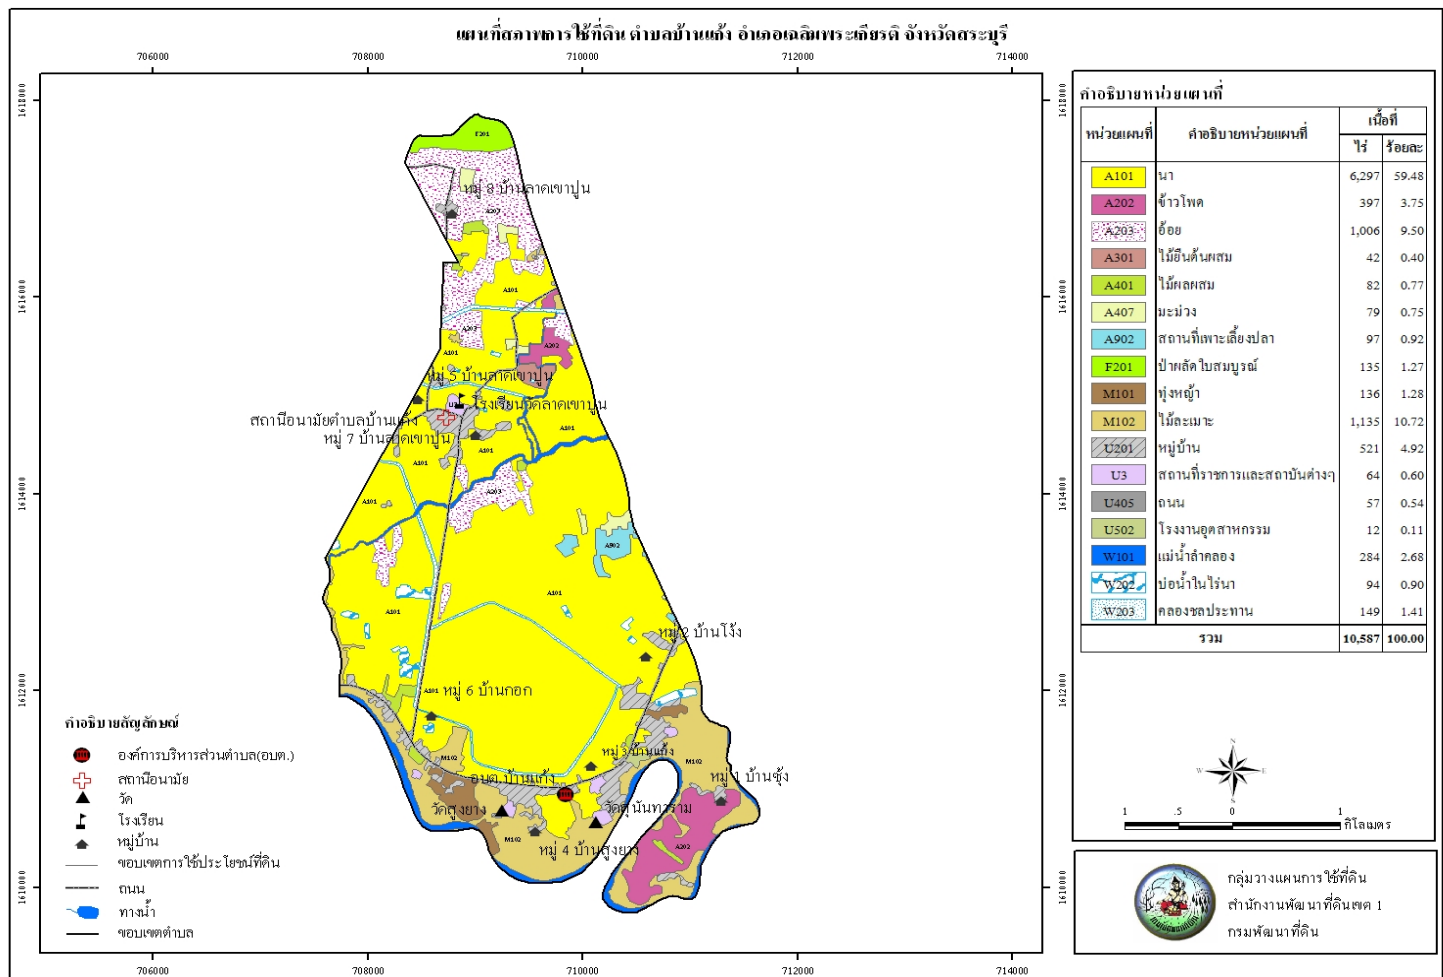 แผนที่สภาพการใช้ที่ดิน ตำบลบ้านแก้ง อำเภอเฉลิมพระเกียรติ จังหวัดสระบุรี
706000 708000 710000 712000 714000
1618000 1618000
1616000 1616000
1614000 1614000
1612000 1612000
1610000 1610000
F201
หมู่ 8 บ้านลาดเขาปูน
A203
A101
A203
A101
A202
หมู่ 5 บ้านลาดเขาปูน
U3
โรงเรียนวัดลาดเขาปูน
สถานีอนามัยตำบลบ้านแก้ง
หมู่ 7 บ้านลาดเขาปูน
A101
A101
A101
A203
A101
A902
A101
A101
หมู่ 2 บ้านโง้ง
A101
หมู่ 6 บ้านกอก
M102
หมู่ 3 บ้านแก้ง
M102
อบต.บ้านแก้ง
หมู่ 1 บ้านซุ้ง
วัดสูงยาง
วัดสุนันทาราม
M102
หมู่ 4 บ้านสูงยาง
A202
706000 708000 710000 712000 714000
คำอธิบายสัญลักษณ์
องค์การบริหารส่วนตำบล(อบต.)
สถานีอนามัย
วัด
โรงเรียน
หมู่บ้าน
ขอบเขตการใช้ประโยชน์ที่ดิน
ถนน
ทางน้ำ
ขอบเขตตำบล
คำอธิบายหน่วยแผนที่
หน่วยแผนที่ คำอธิบายหน่วยแผนที่ เนื้อที่
ไร่ ร้อยละ
A101 นา 6,297 59.48
A202 ข้าวโพด 397 3.75
A203 อ้อย 1,006 9.50
A301 ไม้ยืนต้นผสม 42 0.40
A401 ไม้ผลผสม 82 0.77
A407 มะม่วง 79 0.75
A902 สถานที่เพาะเลี้ยงปลา 97 0.92
F201 ป่าผลัดใบสมบูรณ์ 135 1.27
M101 ทุ่งหญ้า 136 1.28
M102 ไม้ละเมาะ 1,135 10.72
U201 หมู่บ้าน 521 4.92
U3 สถานที่ราชการและสถาบันต่างๆ 64 0.60
U405 ถนน 57 0.54
U502 โรงงานอุตสาหกรรม 12 0.11
W101 แม่น้ำลำคลอง 284 2.68
W202 บ่อน้ำในไร่นา 94 0.90
W203 คลองชลประทาน 149 1.41
รวม 10,587 100.00
N
W E
S
1 .5 0 1 กิโลเมตร
กลุ่มวางแผนการใช้ที่ดิน
สำนักงานพัฒนาที่ดินเขต 1
กรมพัฒนาที่ดิน